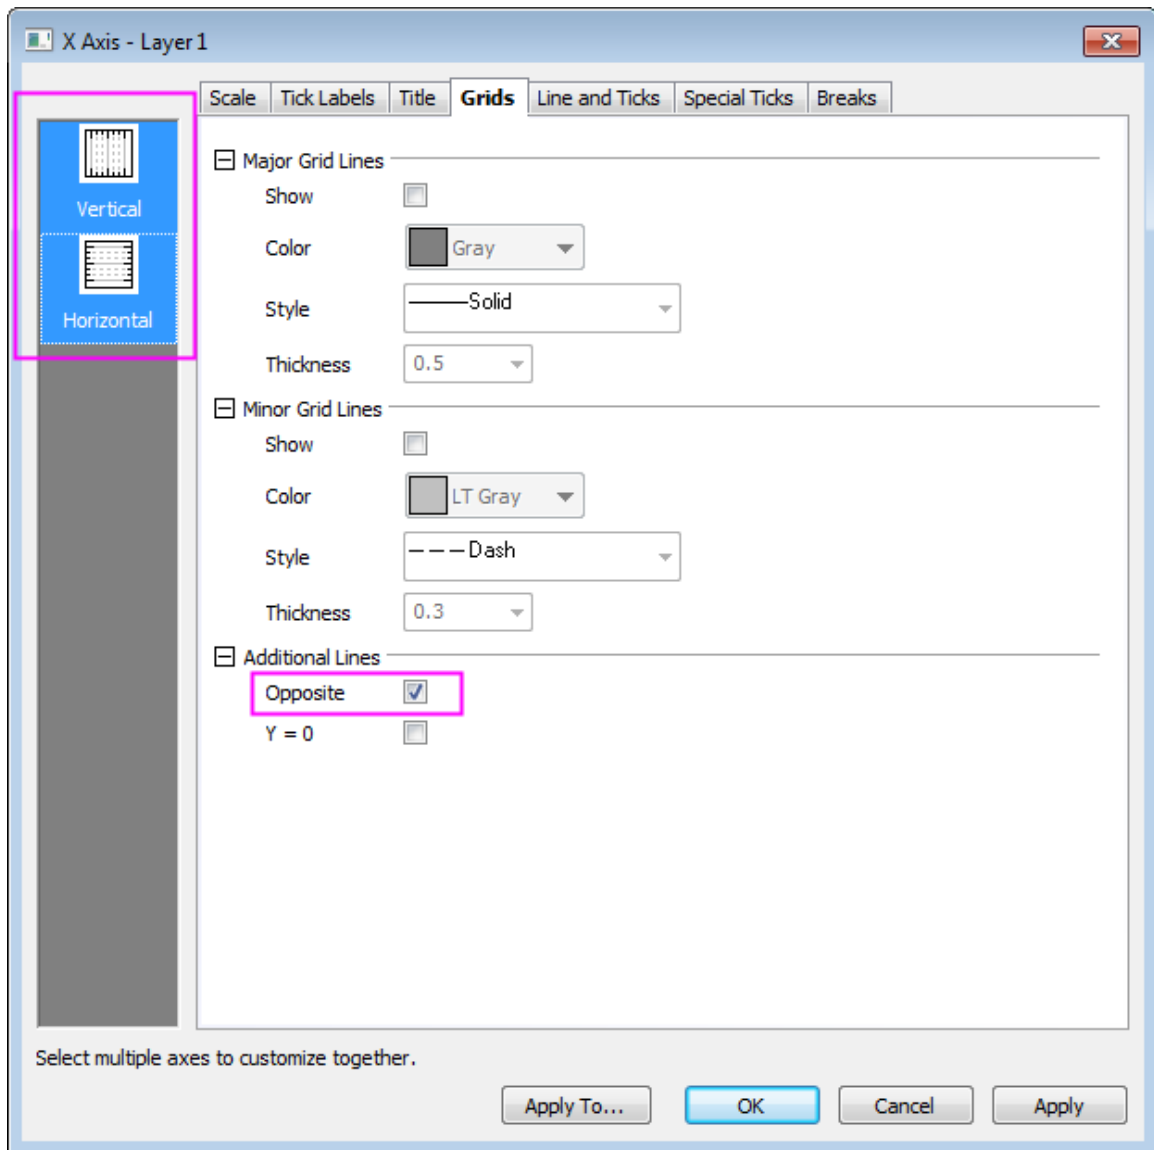 X Axis - Layer 1
Scale Tick Labels Title Grids Line and Ticks Special Ticks Breaks
Vertical
Horizontal
Major Grid Lines
Show
Color Gray
Style Solid
Thickness 0.5
Minor Grid Lines
Show
Color LT Gray
Style Dash
Thickness 0.3
Additional Lines
Opposite
Y = 0
Select multiple axes to customize together.
Apply To... OK Cancel Apply